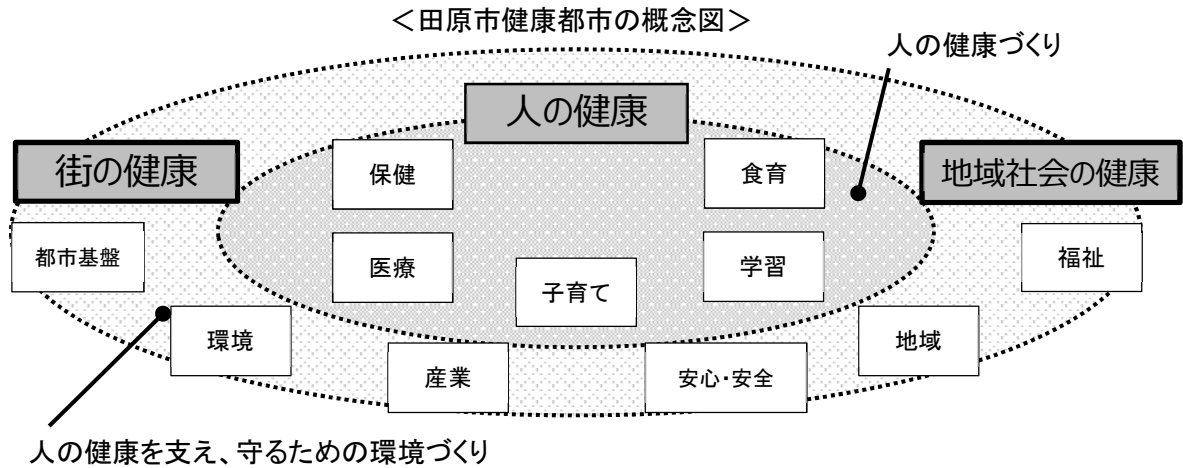 ＜田原市健康都市の概念図＞
人の健康づくり
人の健康
街の健康
地域社会の健康
保健
食育
都市基盤
医療
学習
福祉
子育て
環境
地域
産業
安心・安全
人の健康を支え、守るための環境づくり